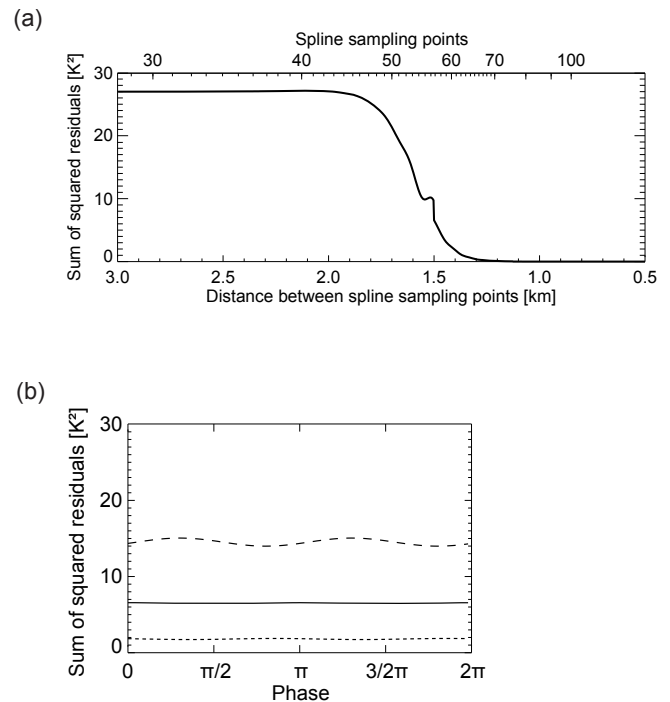 (a)
Spline sampling points
30 40 50 60 70 100
Sum of squared residuals [K²]
30
20
10
0
3.0 2.5 2.0 1.5 1.0 0.5
Distance between spline sampling points [km]
(b)
Sum of squared residuals [K²]
30
20
10
0
0 π/2 π 3/2π 2π
Phase